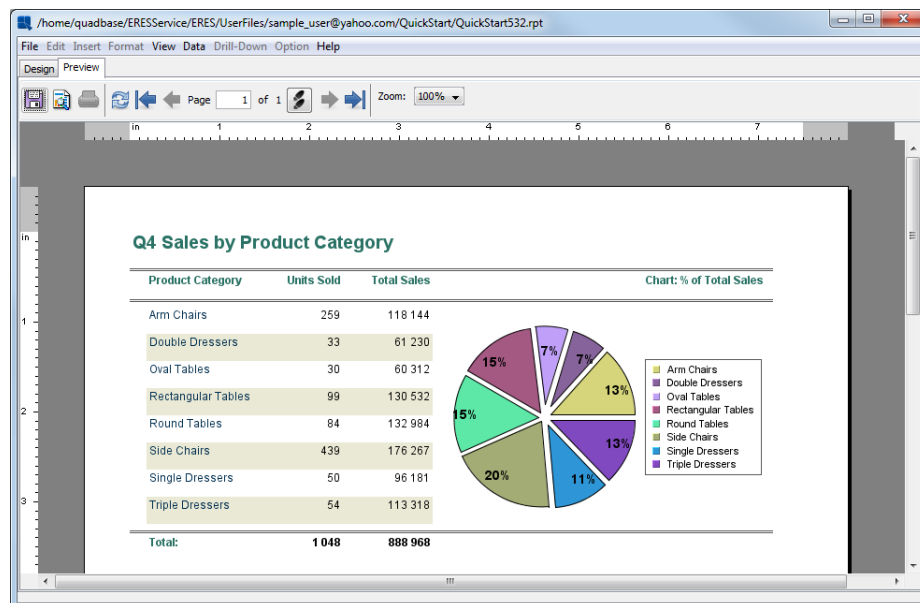 /home/quadbase/ERESService/ERES/UserFiles/sample_user@yahoo.com/QuickStart/QuickStart532.rpt
File Edit Insert Format View Data Drill-Down Option Help
Design Preview
Page 1 of 1 Zoom: 100%
in 1 2 3 4 5 6 7
in
Q4 Sales by Product Category
Product Category Units Sold Total Sales Chart: % of Total Sales
1
Arm Chairs 259 118 144
Double Dressers 33 61 230
Oval Tables 30 60 312
2
Rectangular Tables 99 130 532
Round Tables 84 132 984
Side Chairs 439 176 267
Single Dressers 50 96 181
3
Triple Dressers 54 113 318
Total: 1 048 888 968
7%
7%
15%
13%
15%
13%
20%
11%
Arm Chairs
Double Dressers
Oval Tables
Rectangular Tables
Round Tables
Side Chairs
Single Dressers
Triple Dressers